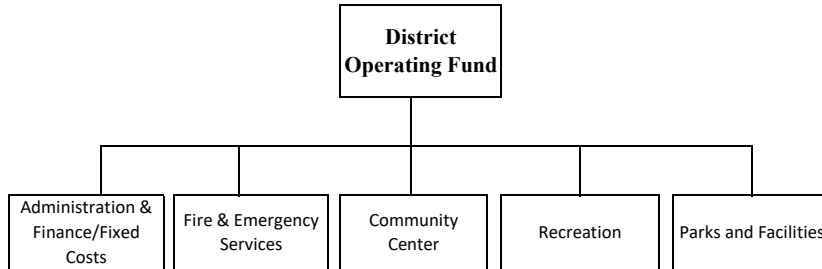 District
Operating Fund
Administration &
Finance/Fixed
Costs
Fire & Emergency
Services
Community
Center
Recreation
Parks and Facilities